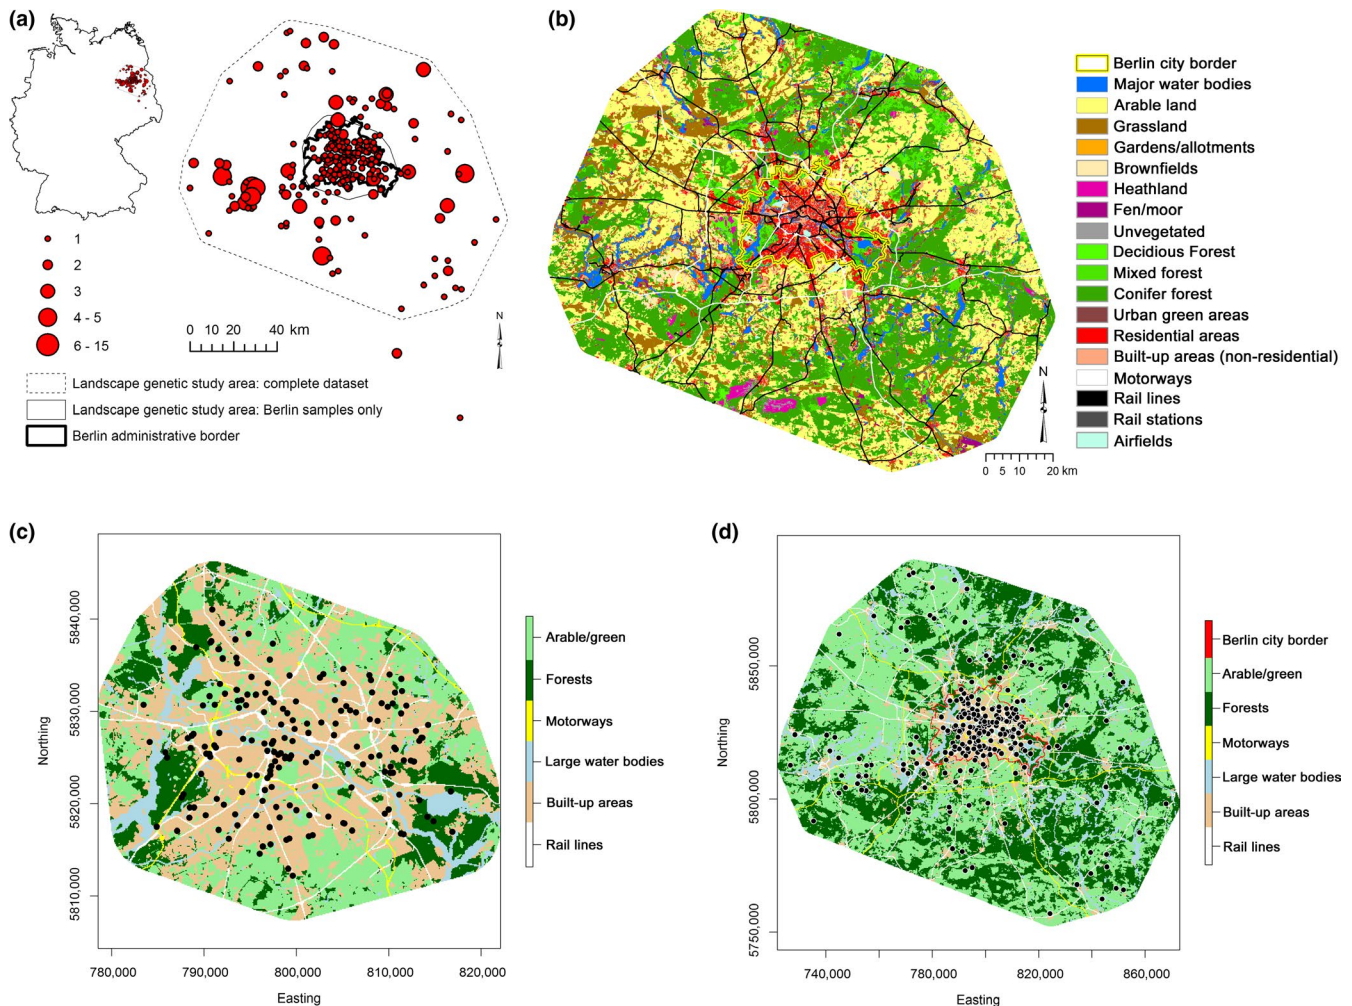 (a)
1
2
3
4 - 5
6 - 15
0 10 20 40 km
N
Landscape genetic study area: complete dataset
Landscape genetic study area: Berlin samples only
Berlin administrative border
(b)
Berlin city border
Major water bodies
Arable land
Grassland
Gardens/allotments
Brownfields
Heathland
Fen/moor
Unvegetated
Decidious Forest
Mixed forest
Conifer forest
Urban green areas
Residential areas
Built-up areas (non-residential)
Motorways
Rail lines
Rail stations
Airfields
N
0 5 10 20 km
(c)
Northing
5840,000
5830,000
5820,000
5810,000
780,000 790,000 800,000 810,000 820,000
Easting
Arable/green
Forests
Motorways
Large water bodies
Built-up areas
Rail lines
(d)
Northing
5850,000
5800,000
5750,000
740,000 780,000 820,000 860,000
Easting
Berlin city border
Arable/green
Forests
Motorways
Large water bodies
Built-up areas
Rail lines